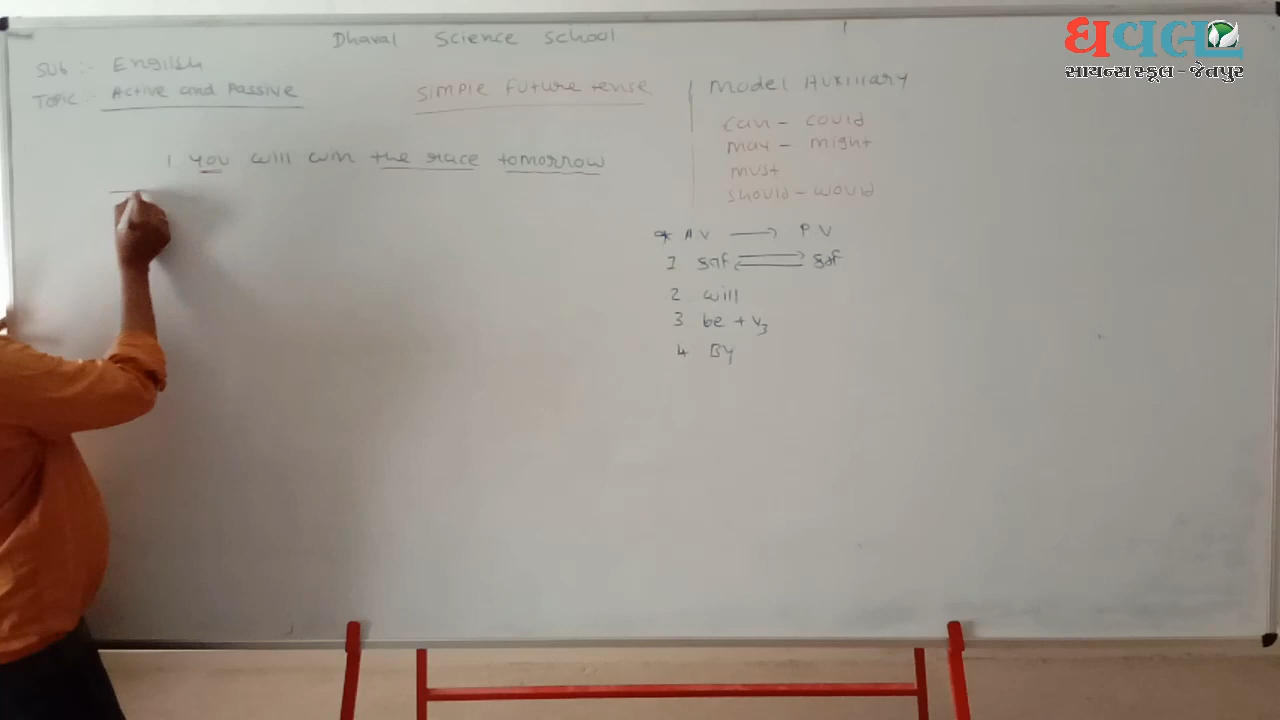 Dhaval Science School
Sub :- English
Topic :- Active and Passive
Simple Future tense
Model Auxiliary
can - could
may - might
must
should - would
1 You will win the race tomorrow
* A V → P V
1 કર્તા ⇄ કર્મ
2 will
3 be + V3
4 By
ધવલ
સાયન્સ સ્કૂલ - જેતપુર